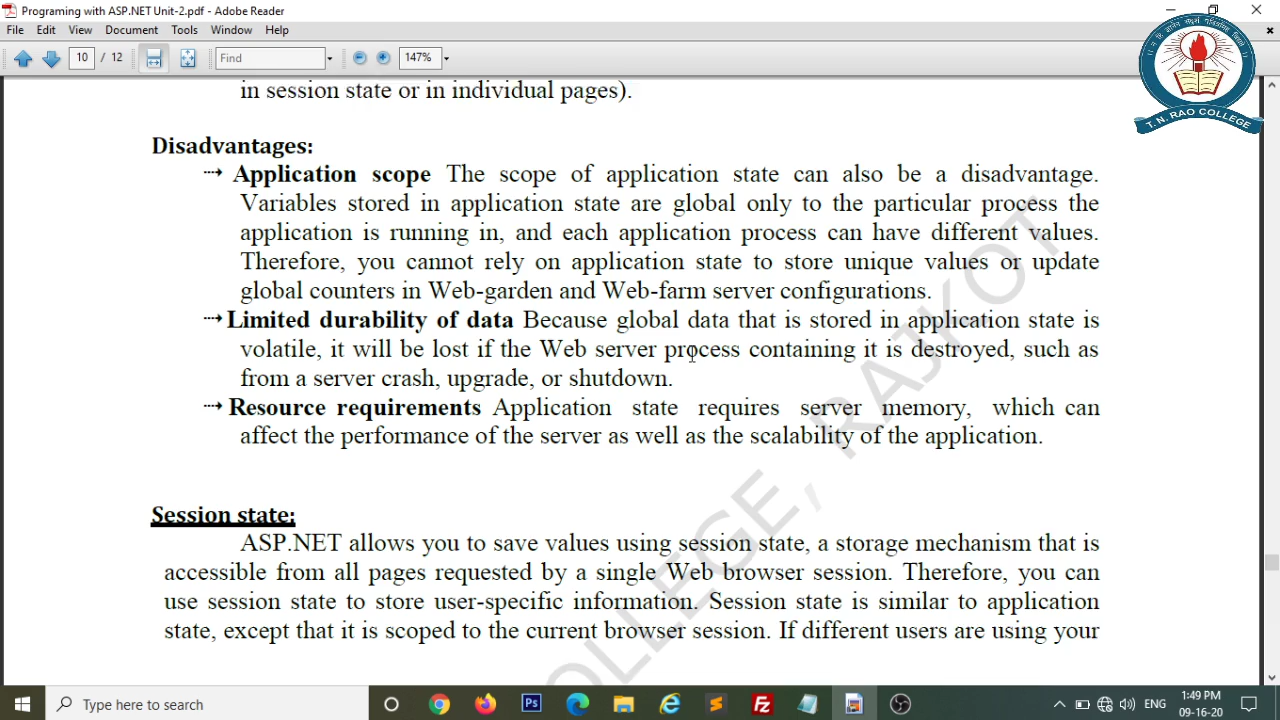 Programing with ASP.NET Unit-2.pdf - Adobe Reader
File Edit View Document Tools Window Help
10 / 12 Find 147%
T. N. RAO COLLEGE
in session state or in individual pages).
Disadvantages:
⇢ Application scope The scope of application state can also be a disadvantage.
Variables stored in application state are global only to the particular process the
application is running in, and each application process can have different values.
Therefore, you cannot rely on application state to store unique values or update
global counters in Web-garden and Web-farm server configurations.
⇢ Limited durability of data Because global data that is stored in application state is
volatile, it will be lost if the Web server process containing it is destroyed, such as
from a server crash, upgrade, or shutdown.
⇢ Resource requirements Application state requires server memory, which can
affect the performance of the server as well as the scalability of the application.
Session state:
ASP.NET allows you to save values using session state, a storage mechanism that is
accessible from all pages requested by a single Web browser session. Therefore, you can
use session state to store user-specific information. Session state is similar to application
state, except that it is scoped to the current browser session. If different users are using your
OLLEGE, RAJKOT
Type here to search
Ps
Fz
ENG
1:49 PM
09-16-20